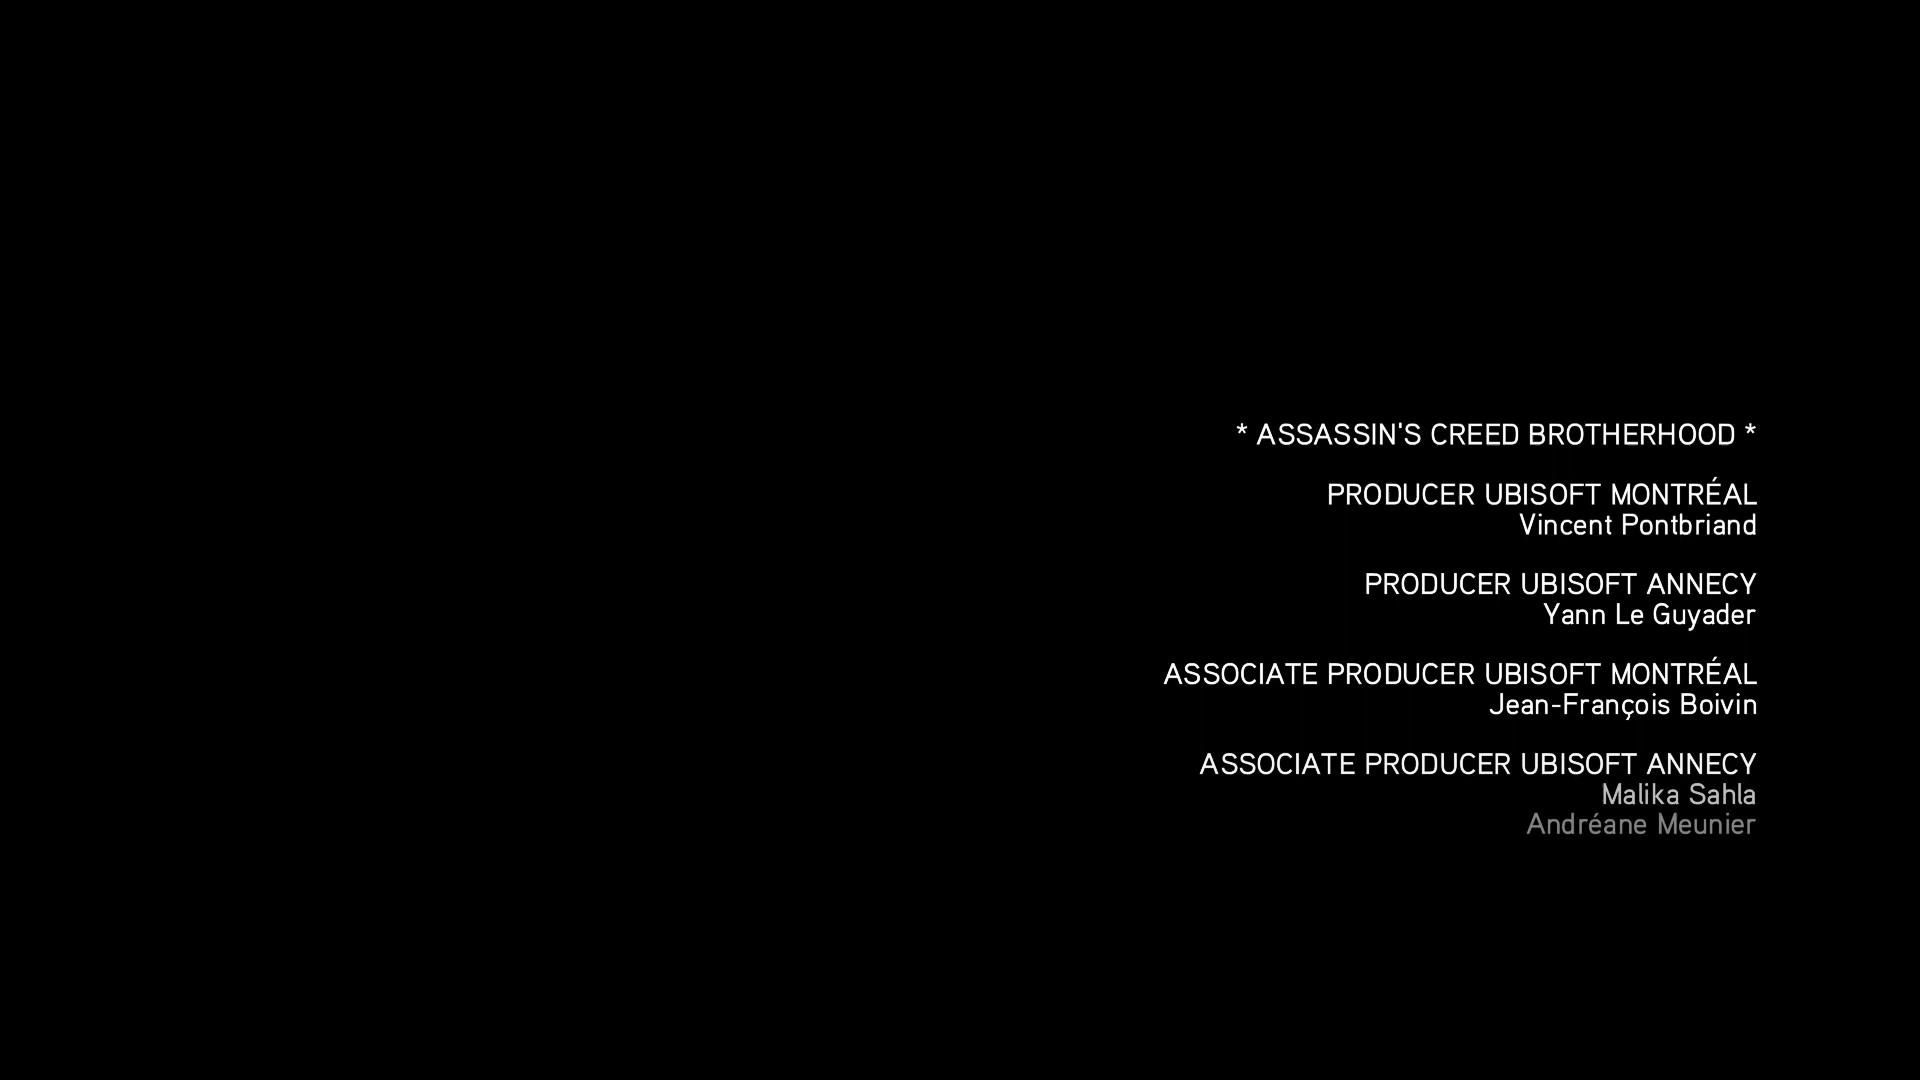 * ASSASSIN'S CREED BROTHERHOOD *
PRODUCER UBISOFT MONTRÉAL
Vincent Pontbriand
PRODUCER UBISOFT ANNECY
Yann Le Guyader
ASSOCIATE PRODUCER UBISOFT MONTRÉAL
Jean-François Boivin
ASSOCIATE PRODUCER UBISOFT ANNECY
Malika Sahla
Andréane Meunier